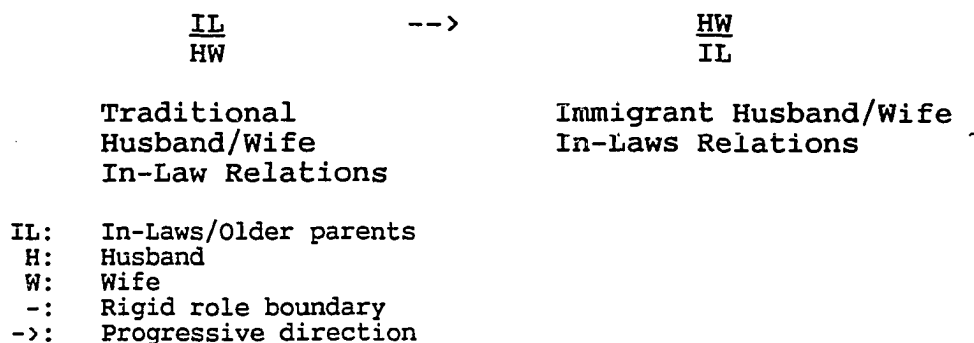 IL --> HW
HW IL
Traditional Immigrant Husband/Wife
Husband/Wife In-Laws Relations
In-Law Relations
IL: In-Laws/Older parents
H: Husband
W: Wife
-: Rigid role boundary
->: Progressive direction